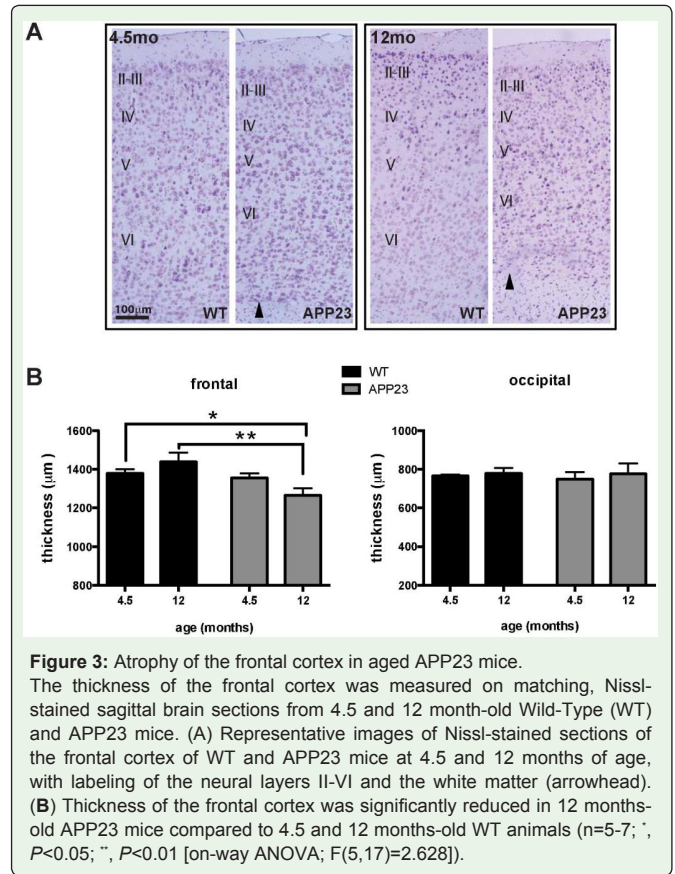 A
4.5mo
12mo
II-III
II-III
II-III
II-III
IV
IV
IV
IV
V
V
V
V
VI
VI
VI
VI
100µm
WT
APP23
WT
APP23
B
frontal
WT
APP23
occipital
*
**
thickness (µm)
1600
1400
1200
1000
800
4.5
12
4.5
12
age (months)
thickness (µm)
1000
800
600
400
200
4.5
12
4.5
12
age (months)
Figure 3: Atrophy of the frontal cortex in aged APP23 mice.
The thickness of the frontal cortex was measured on matching, Nissl-
stained sagittal brain sections from 4.5 and 12 month-old Wild-Type (WT)
and APP23 mice. (A) Representative images of Nissl-stained sections of
the frontal cortex of WT and APP23 mice at 4.5 and 12 months of age,
with labeling of the neural layers II-VI and the white matter (arrowhead).
(B) Thickness of the frontal cortex was significantly reduced in 12 months-
old APP23 mice compared to 4.5 and 12 months-old WT animals (n=5-7; *,
P<0.05; **, P<0.01 [on-way ANOVA; F(5,17)=2.628]).